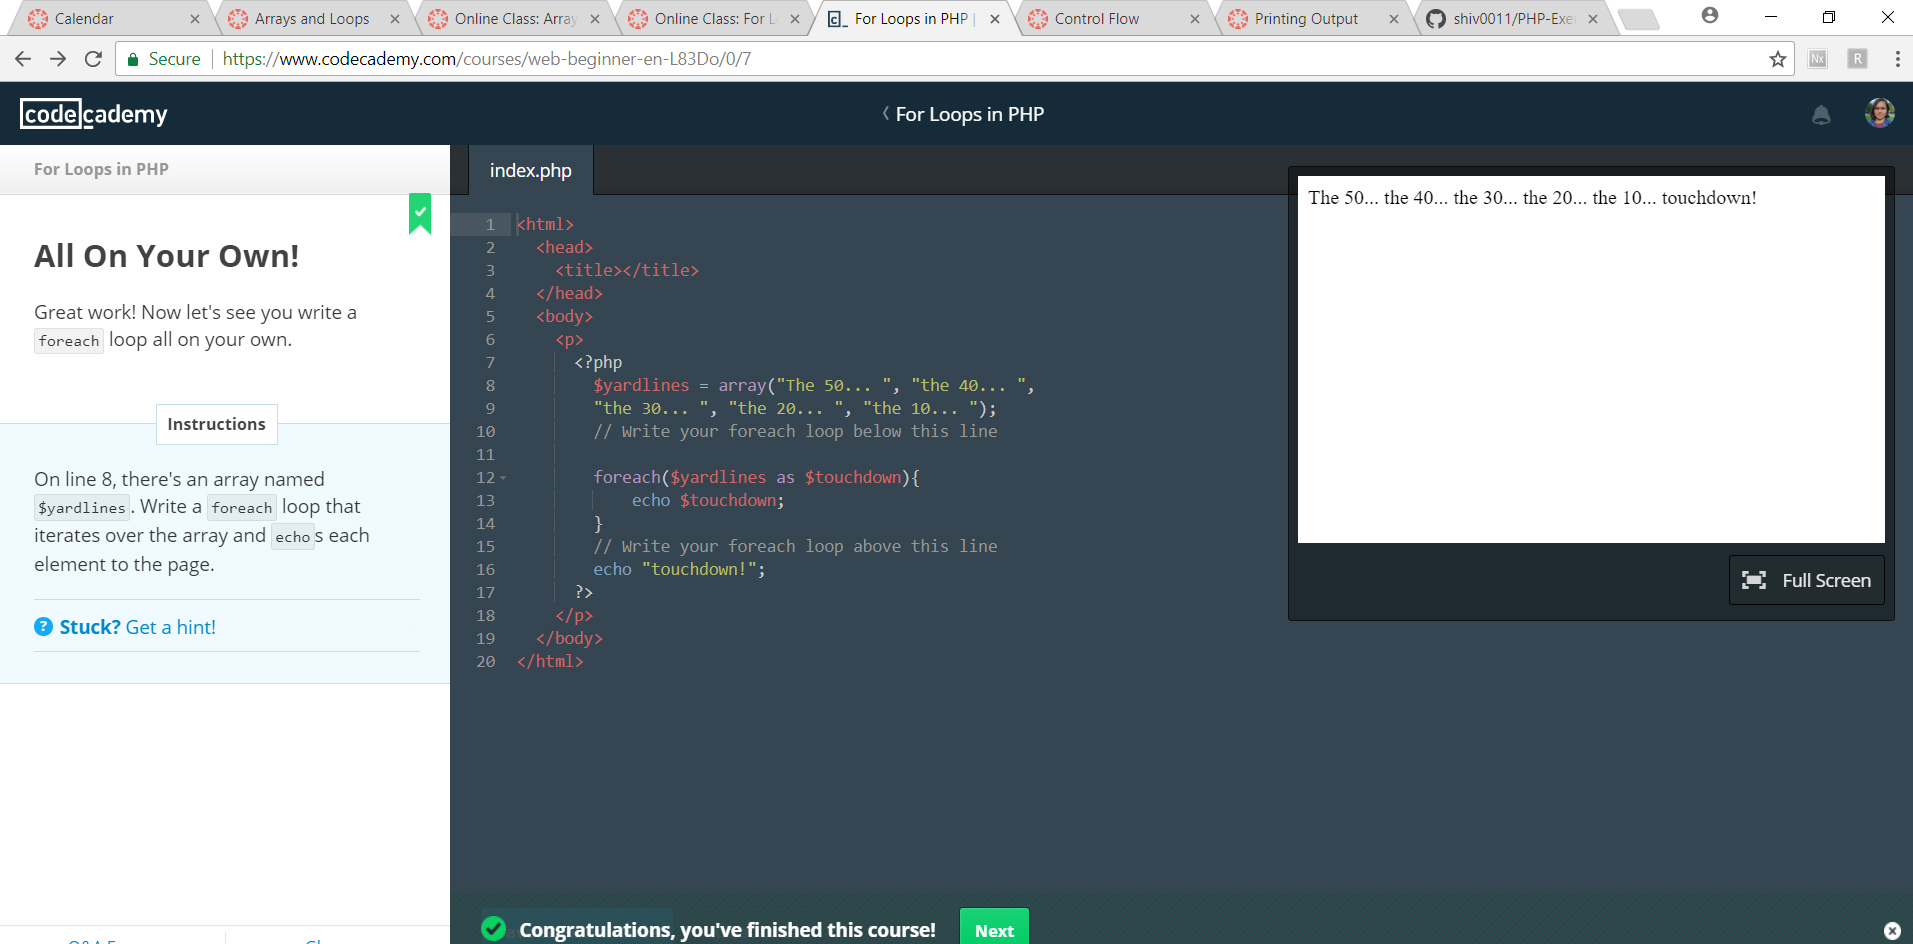 Calendar
Arrays and Loops
Online Class: Array
Online Class: For L
For Loops in PHP |
Control Flow
Printing Output
shiv0011/PHP-Exe
Secure
https://www.codecademy.com/courses/web-beginner-en-L83Do/0/7
Nx
R
codecademy
For Loops in PHP
For Loops in PHP
index.php
All On Your Own!
Great work! Now let's see you write a
foreach loop all on your own.
Instructions
On line 8, there's an array named
$yardlines. Write a foreach loop that
iterates over the array and echos each
element to the page.
? Stuck? Get a hint!
1 <html>
2 <head>
3 <title></title>
4 </head>
5 <body>
6 <p>
7 <?php
8 $yardlines = array("The 50... ", "the 40... ",
9 "the 30... ", "the 20... ", "the 10... ");
10 // Write your foreach loop below this line
11
12 foreach($yardlines as $touchdown){
13 echo $touchdown;
14 }
15 // Write your foreach loop above this line
16 echo "touchdown!";
17 ?>
18 </p>
19 </body>
20 </html>
The 50... the 40... the 30... the 20... the 10... touchdown!
Full Screen
Congratulations, you've finished this course!
Next